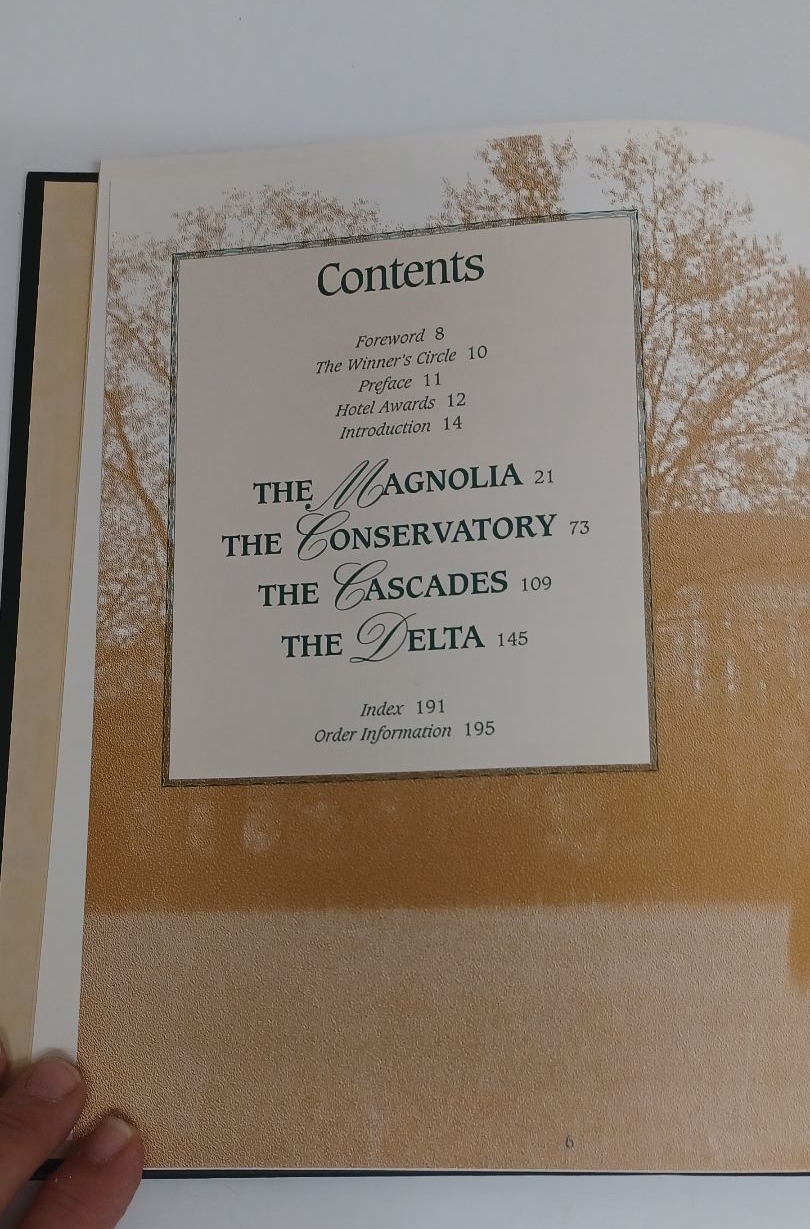 Contents
Foreword 8
The Winner's Circle 10
Preface 11
Hotel Awards 12
Introduction 14
THE MAGNOLIA 21
THE CONSERVATORY 73
THE CASCADES 109
THE DELTA 145
Index 191
Order Information 195
6